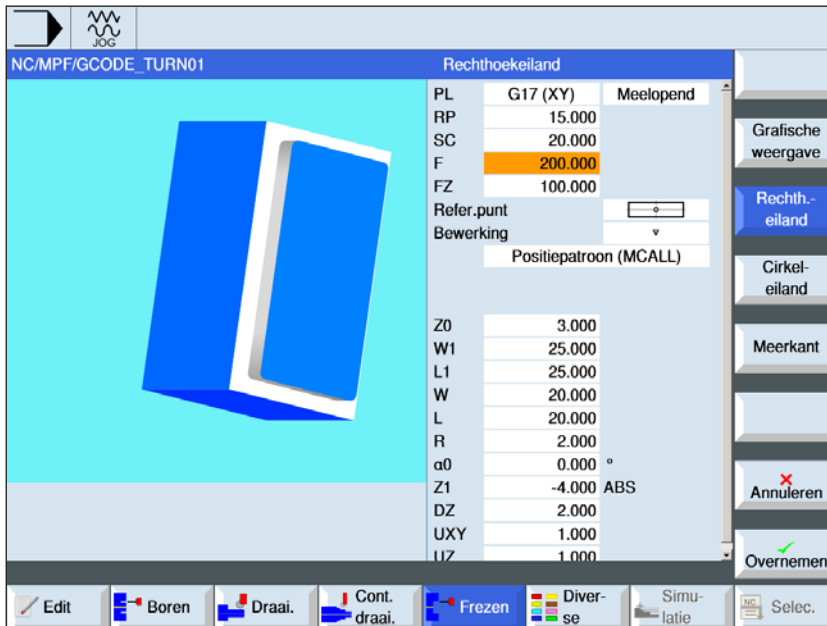 JOG
NC/MPF/GCODE_TURN01
Rechthoekeiland
PL G17 (XY) Meelopend
RP 15.000
SC 20.000
F 200.000
FZ 100.000
Refer.punt
Bewerking
Positiepatroon (MCALL)
Z0 3.000
W1 25.000
L1 25.000
W 20.000
L 20.000
R 2.000
α0 0.000 °
Z1 -4.000 ABS
DZ 2.000
UXY 1.000
UZ 1.000
Grafische
weergave
Rechth.-
eiland
Cirkel-
eiland
Meerkant
Annuleren
Overnemen
Edit
Boren
Draai.
Cont.
draai.
Frezen
Diver-
se
Simu-
latie
NC
Selec.